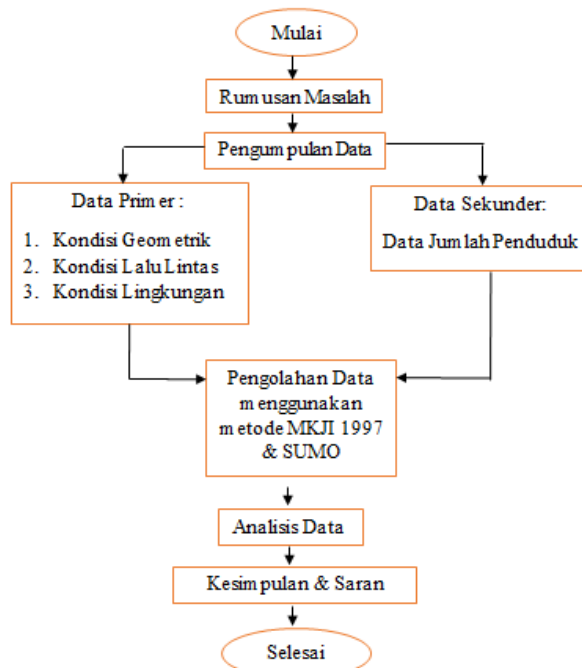 Mulai
Rumusan Masalah
Pengumpulan Data
Data Primer :
1. Kondisi Geometrik
2. Kondisi Lalu Lintas
3. Kondisi Lingkungan
Data Sekunder:
Data Jumlah Penduduk
Pengolahan Data
menggunakan
metode MKJI 1997
& SUMO
Analisis Data
Kesimpulan & Saran
Selesai